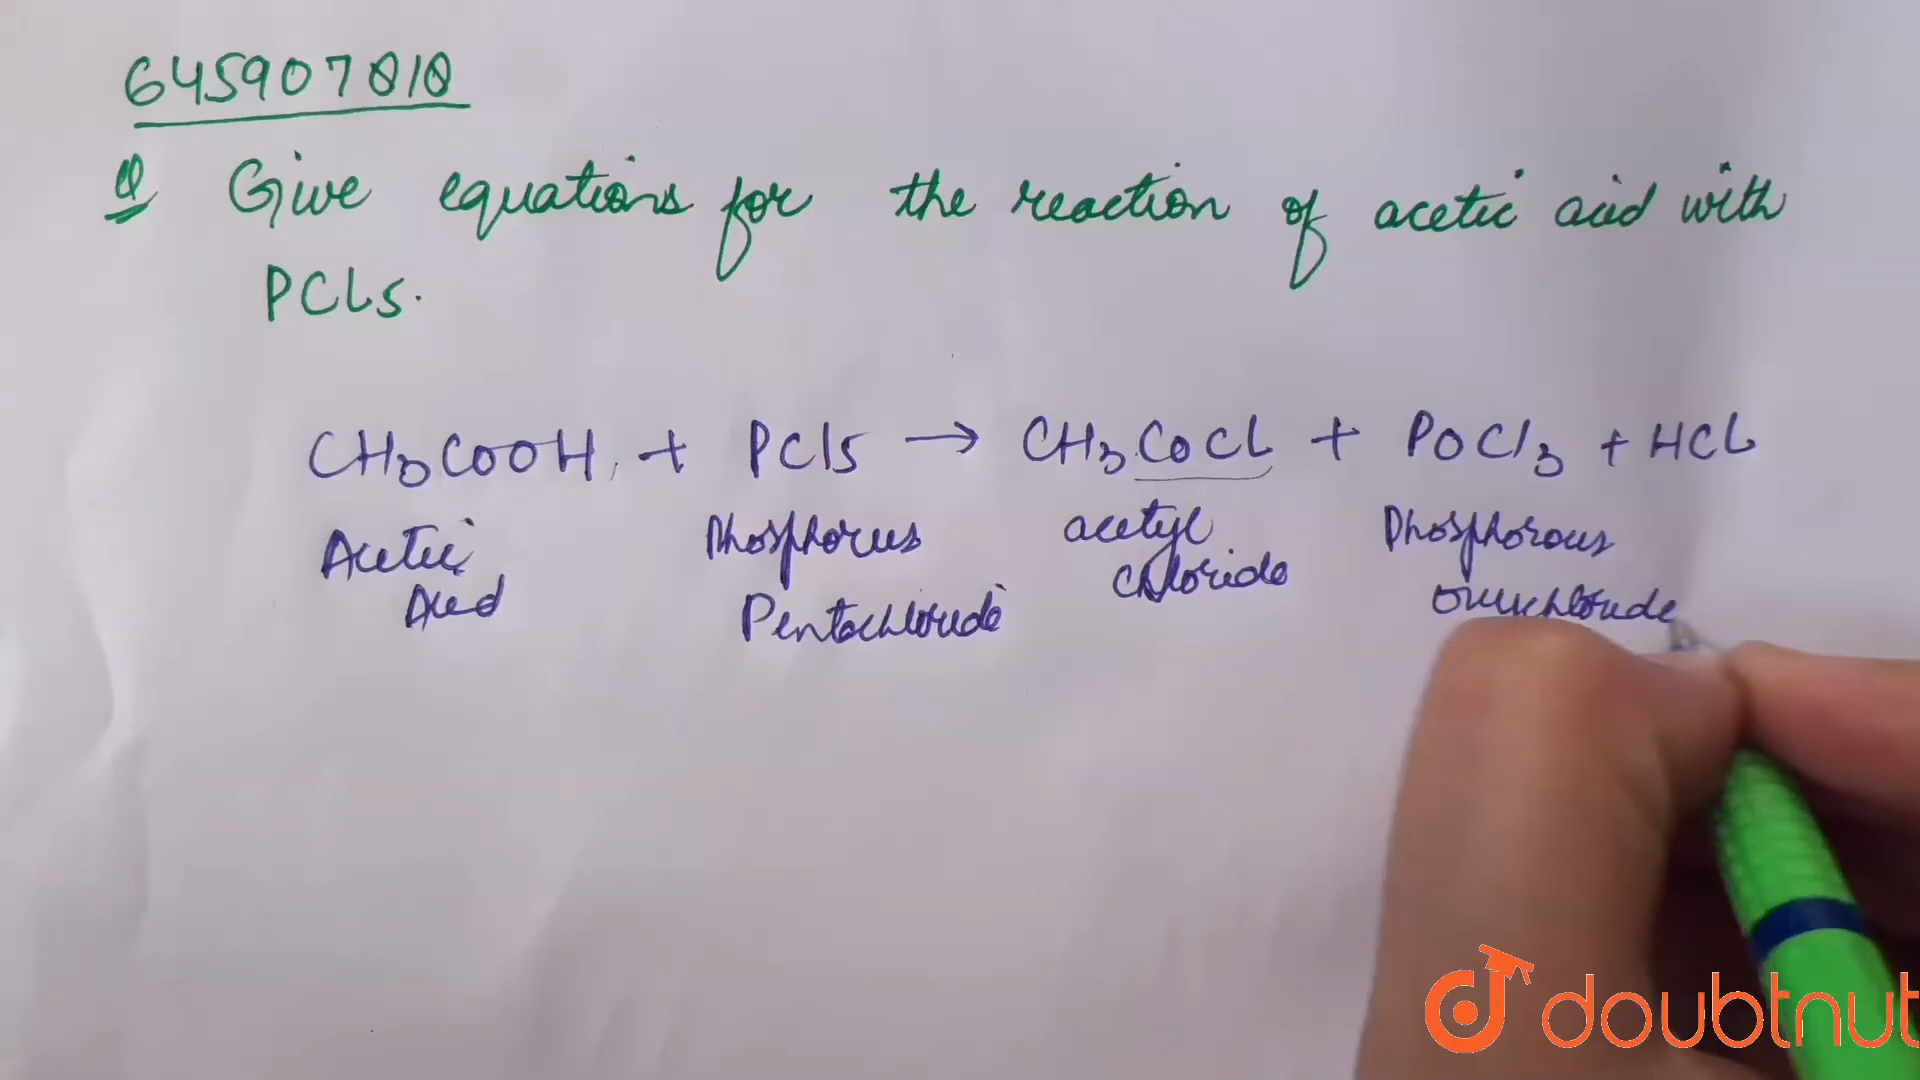 645907010
Q Give equations for the reaction of acetic acid with
PCl5.
CH3COOH + PCl5 → CH3COCl + POCl3 + HCl
Acetic Phosphorus acetyl Phosphorous
Acid Pentachloride chloride oxychloride
doubtnut